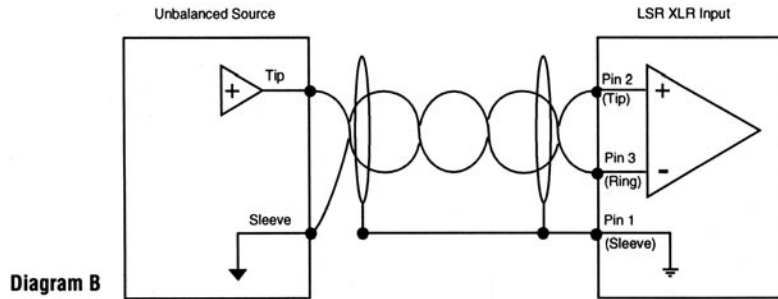 Unbalanced Source
LSR XLR Input
Tip
+
Pin 2
(Tip)
+
Pin 3
(Ring)
-
Sleeve
Pin 1
(Sleeve)
Diagram B